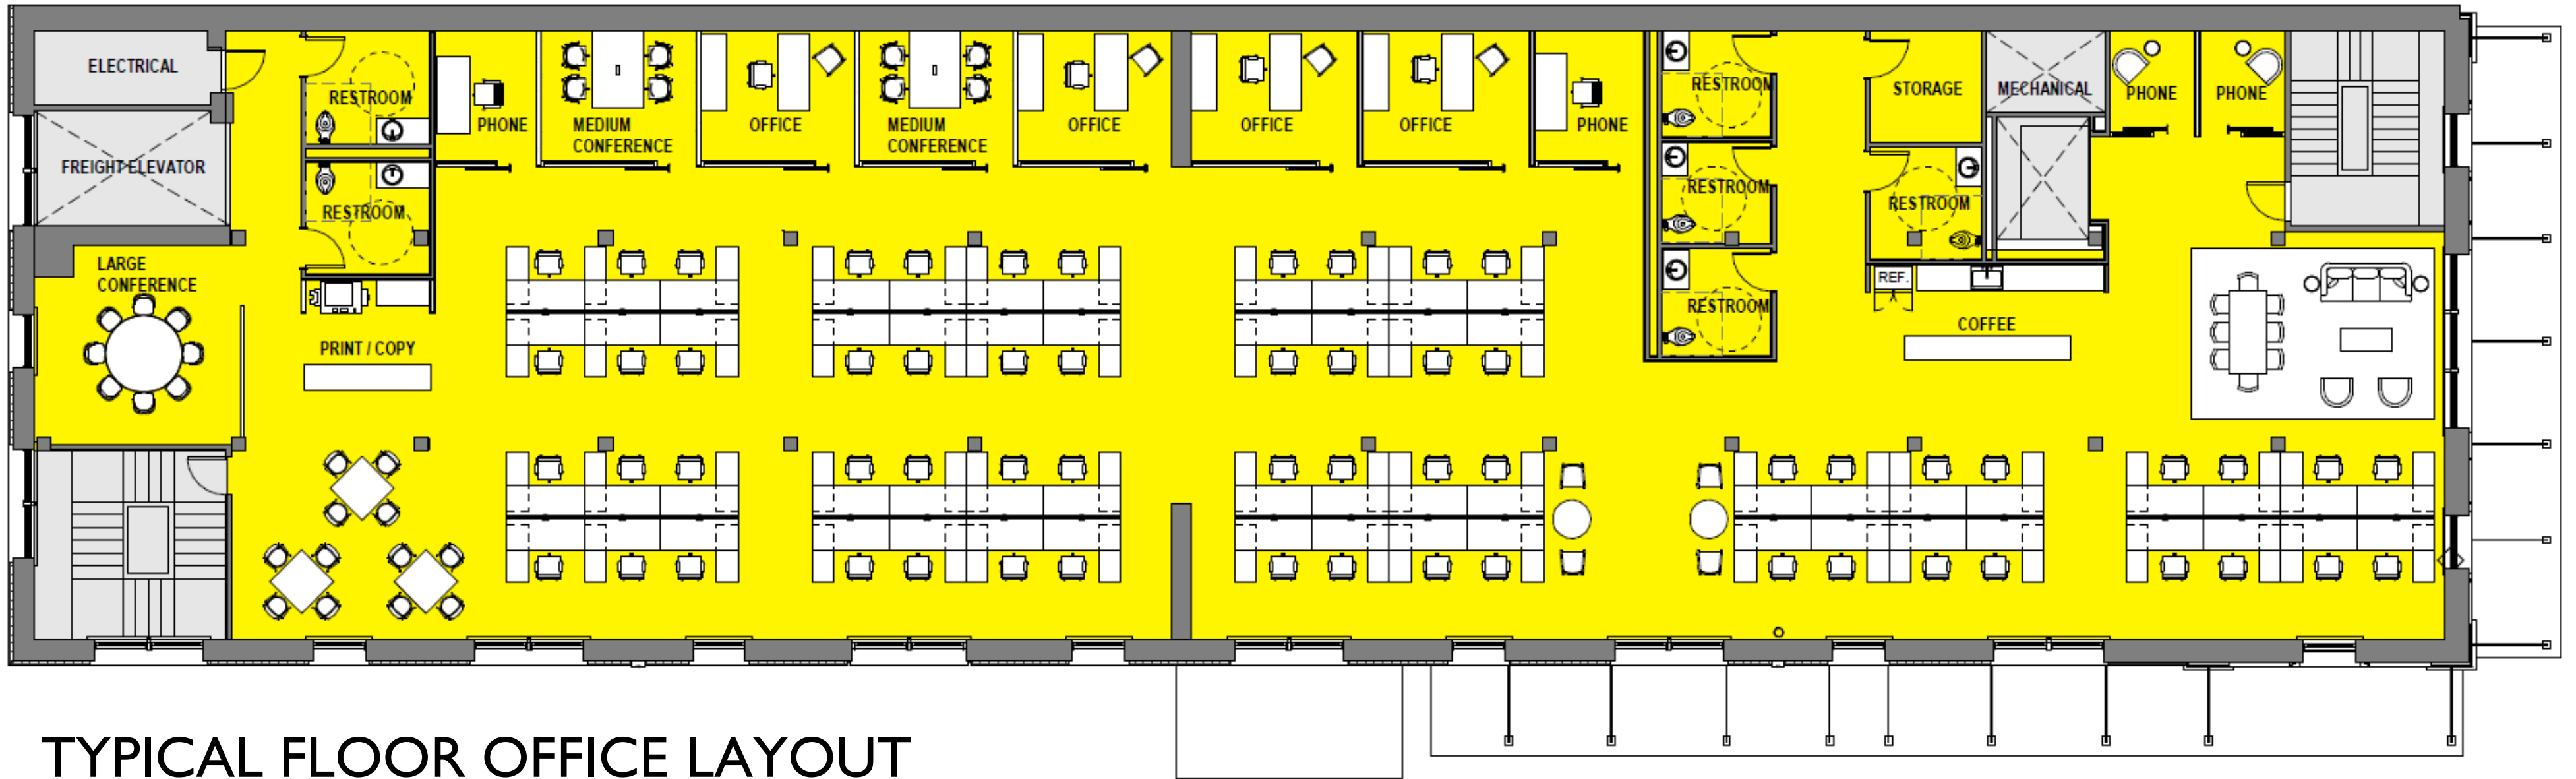 ELECTRICAL
FREIGHT ELEVATOR
RESTROOM
RESTROOM
PHONE
MEDIUM
CONFERENCE
OFFICE
MEDIUM
CONFERENCE
OFFICE
OFFICE
OFFICE
PHONE
RESTROOM
RESTROOM
RESTROOM
STORAGE
MECHANICAL
PHONE
PHONE
RESTROOM
REF.
COFFEE
LARGE
CONFERENCE
PRINT / COPY
TYPICAL FLOOR OFFICE LAYOUT